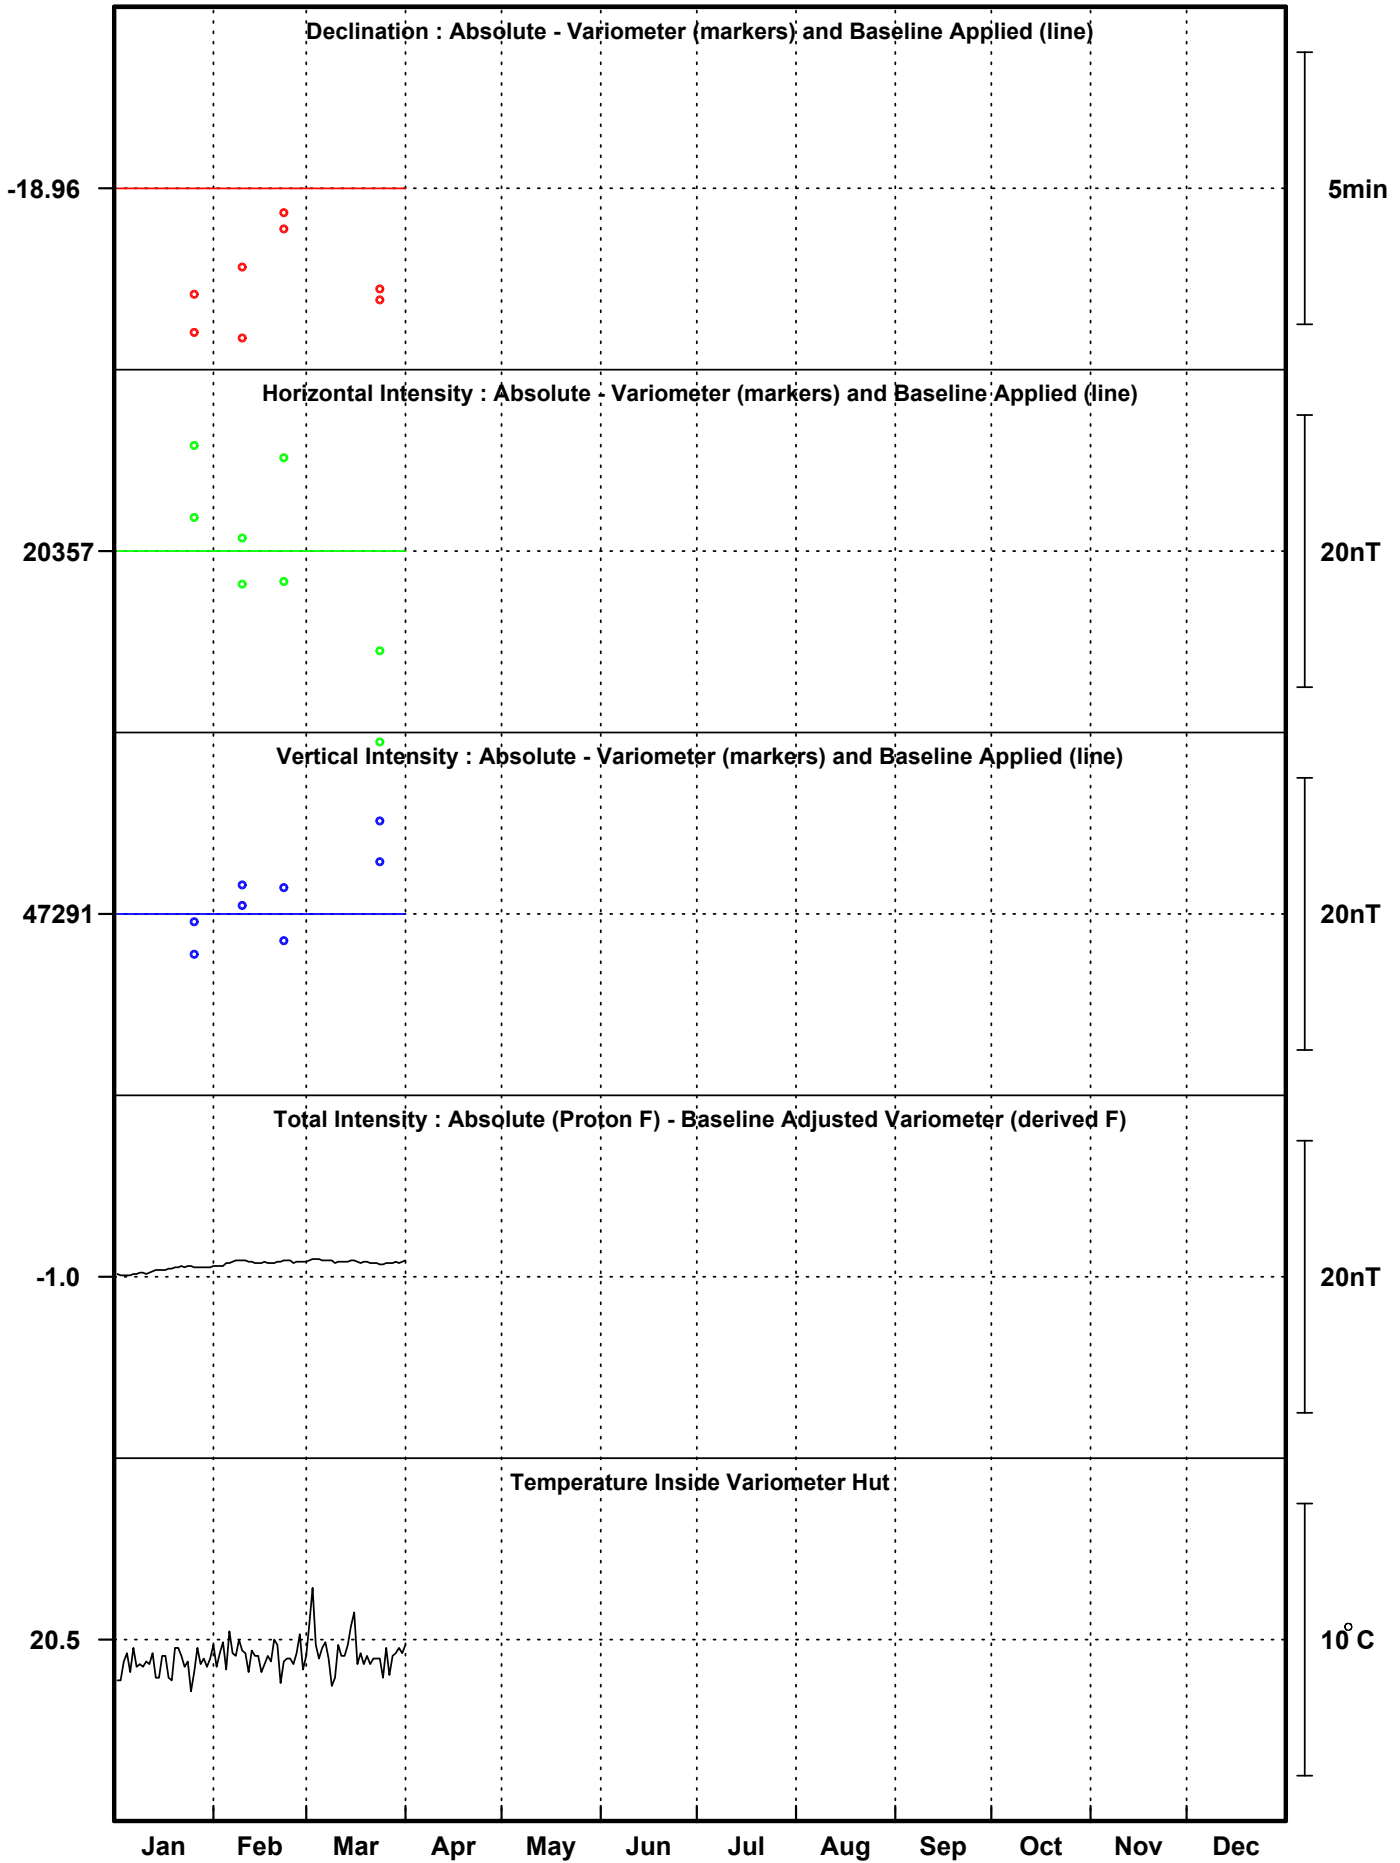 Declination : Absolute - Variometer (markers) and Baseline Applied (line)
-18.96
5min
Horizontal Intensity : Absolute - Variometer (markers) and Baseline Applied (line)
20357
20nT
Vertical Intensity : Absolute - Variometer (markers) and Baseline Applied (line)
47291
20nT
Total Intensity : Absolute (Proton F) - Baseline Adjusted Variometer (derived F)
-1.0
20nT
Temperature Inside Variometer Hut
20.5
10°C
Jan Feb Mar Apr May Jun Jul Aug Sep Oct Nov Dec